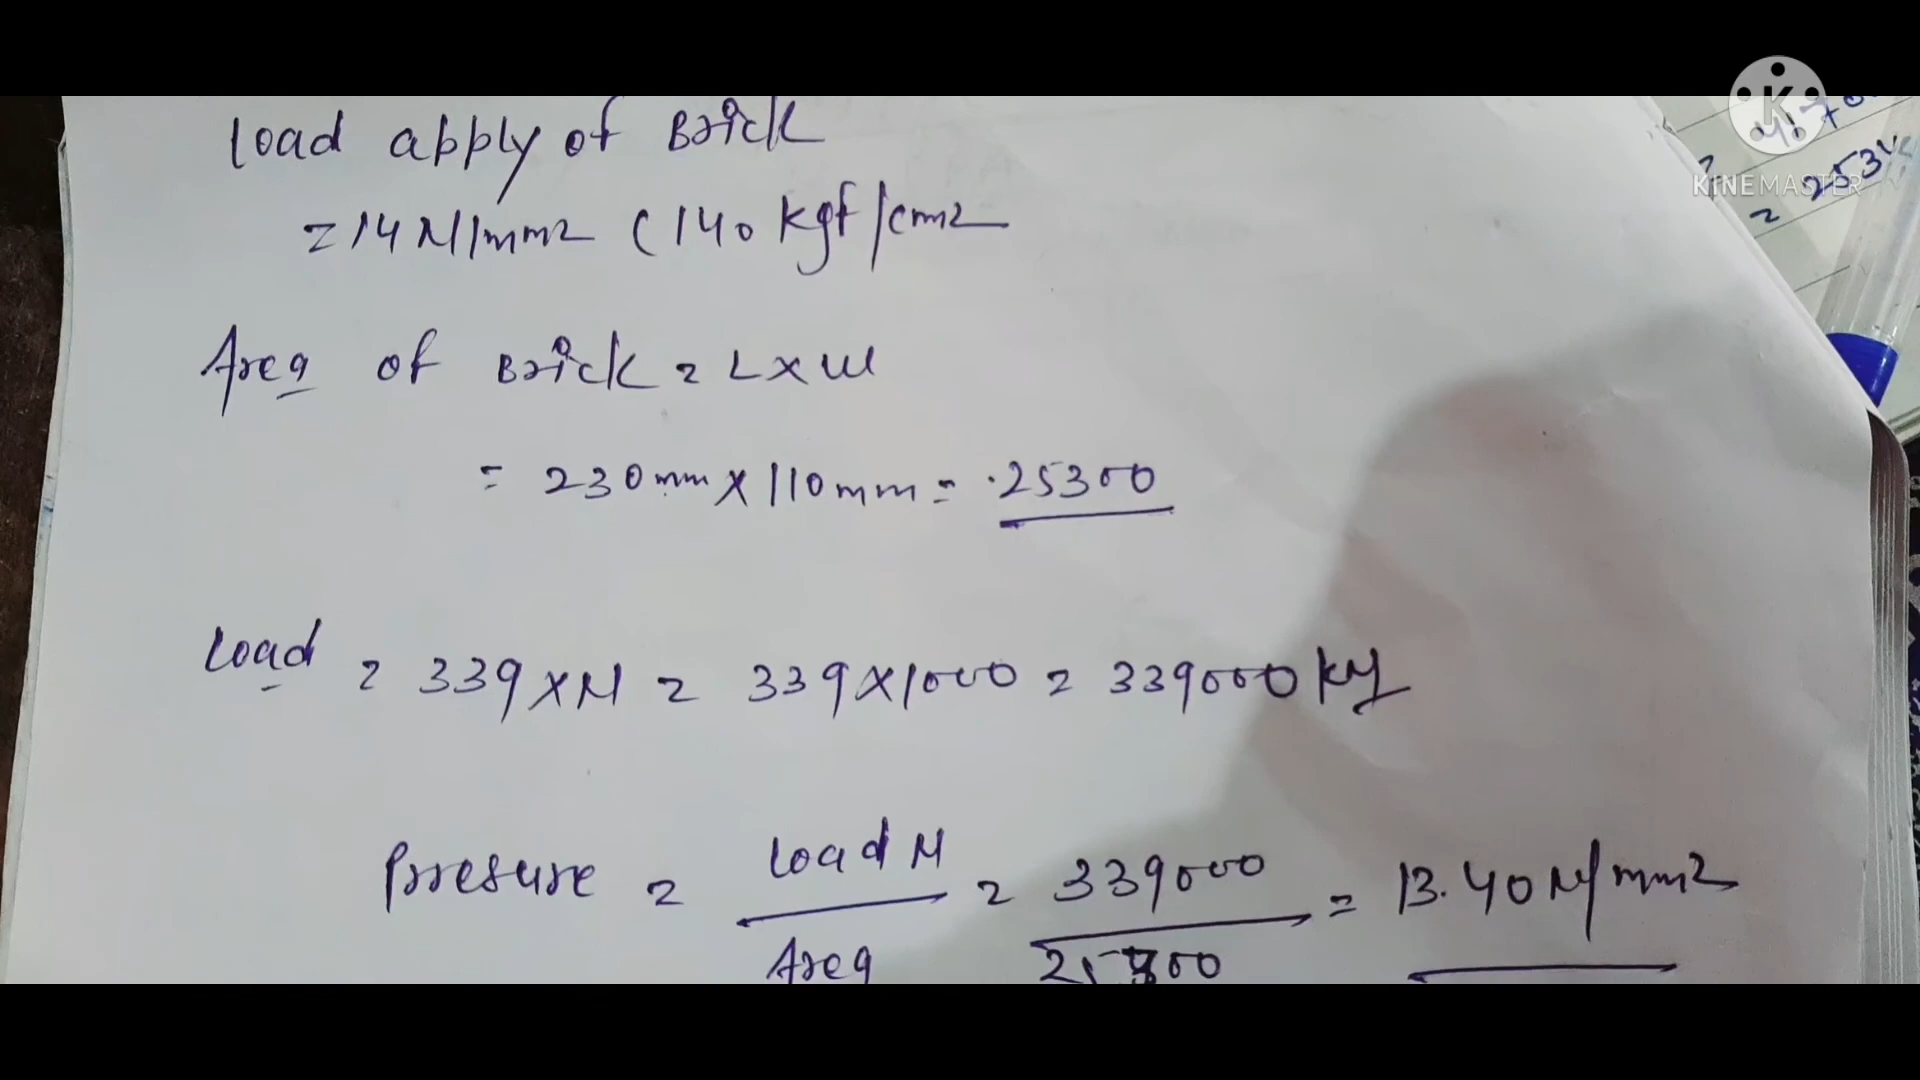 Load apply of Brick
= 14 N/mm2 (140 kgf/cm2
Area of Brick = L x W
= 230mm x 110mm = 25300
Load = 339 x N = 339 x 1000 = 339000 kN
Presure = Load N / Area = 339000 / 25300 = 13.40 N/mm2
KINEMASTER